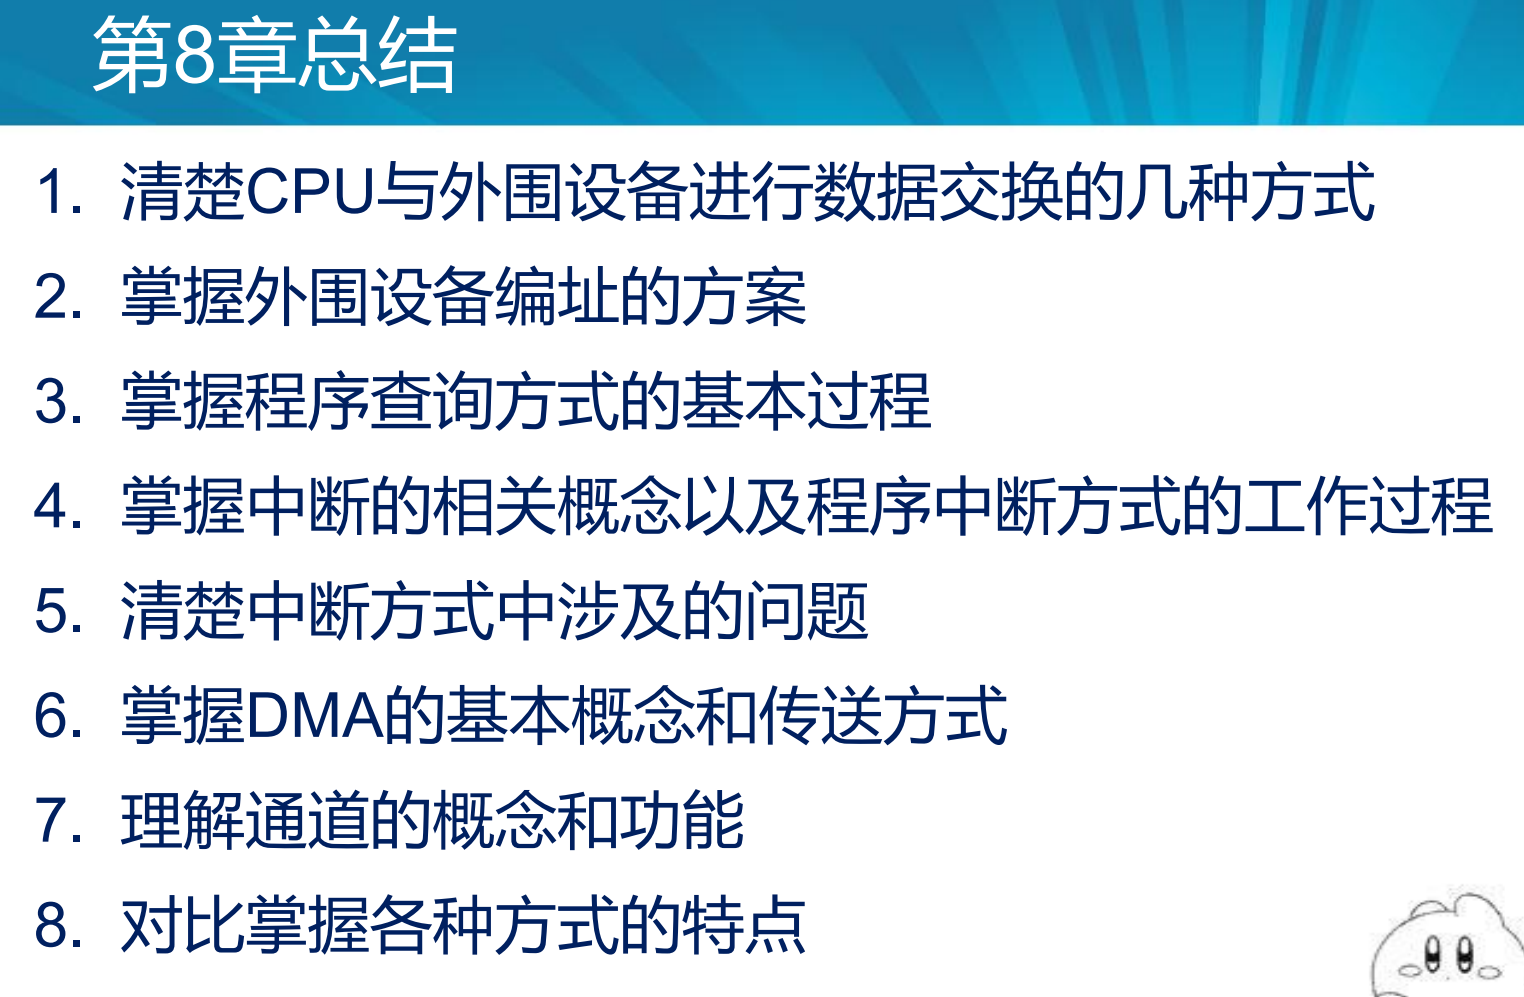 第8章总结
1. 清楚CPU与外围设备进行数据交换的几种方式
2. 掌握外围设备编址的方案
3. 掌握程序查询方式的基本过程
4. 掌握中断的相关概念以及程序中断方式的工作过程
5. 清楚中断方式中涉及的问题
6. 掌握DMA的基本概念和传送方式
7. 理解通道的概念和功能
8. 对比掌握各种方式的特点